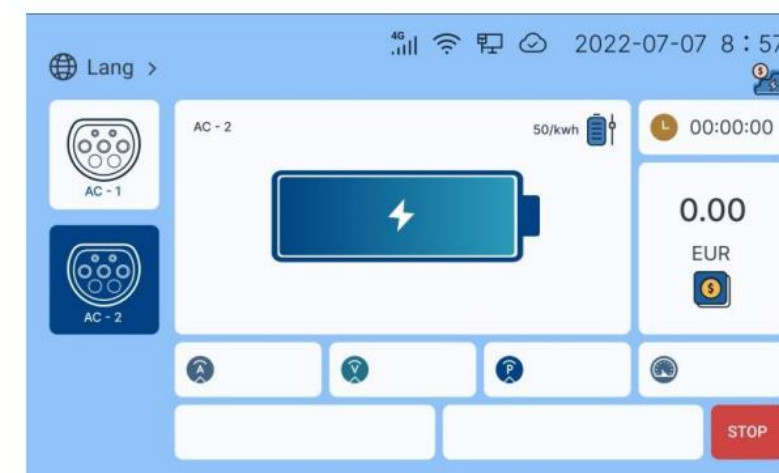 4G 2022-07-07 8:57
Lang >
AC - 1
AC - 2
AC - 2
50/kwh
00:00:00
0.00
EUR
$
A
V
P
STOP